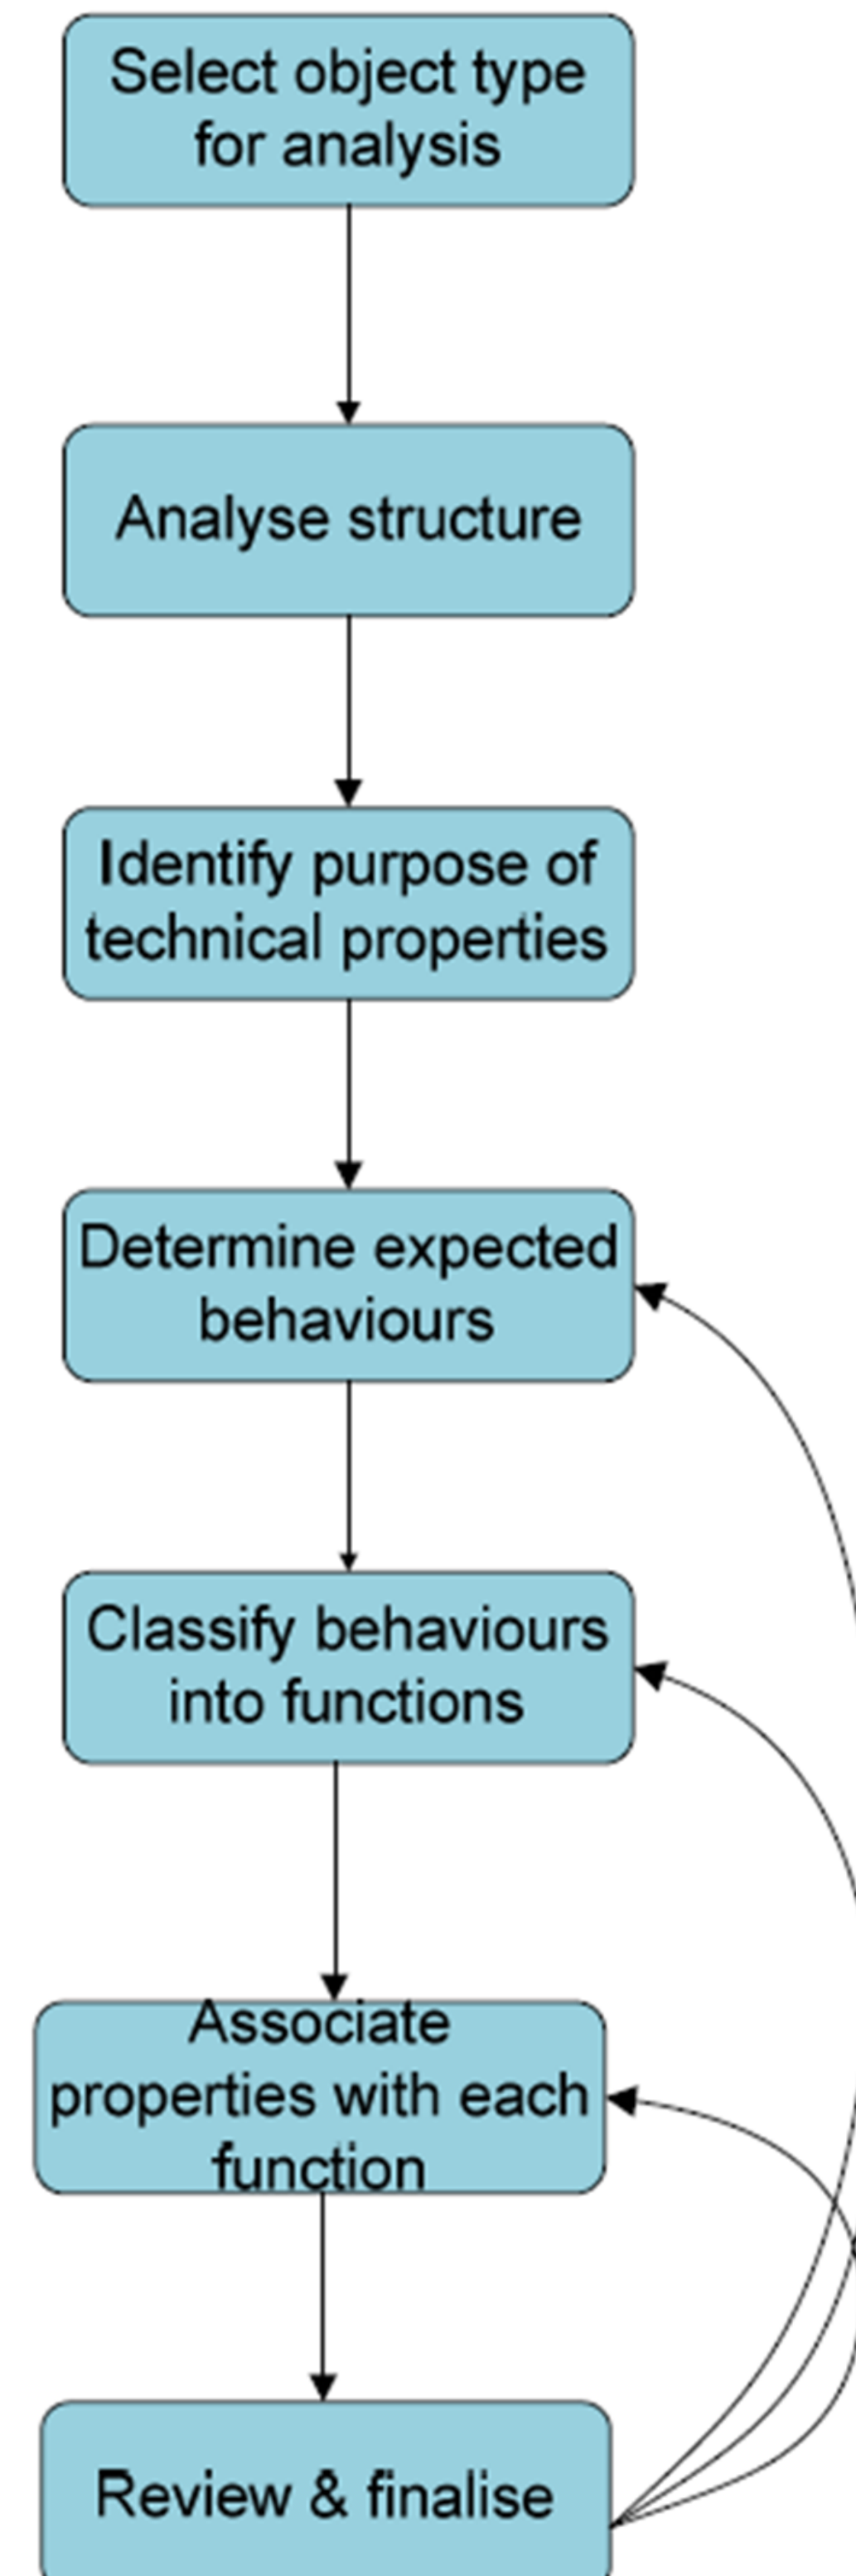 Select object type
for analysis
Analyse structure
Identify purpose of
technical properties
Determine expected
behaviours
Classify behaviours
into functions
Associate
properties with each
function
Review & finalise